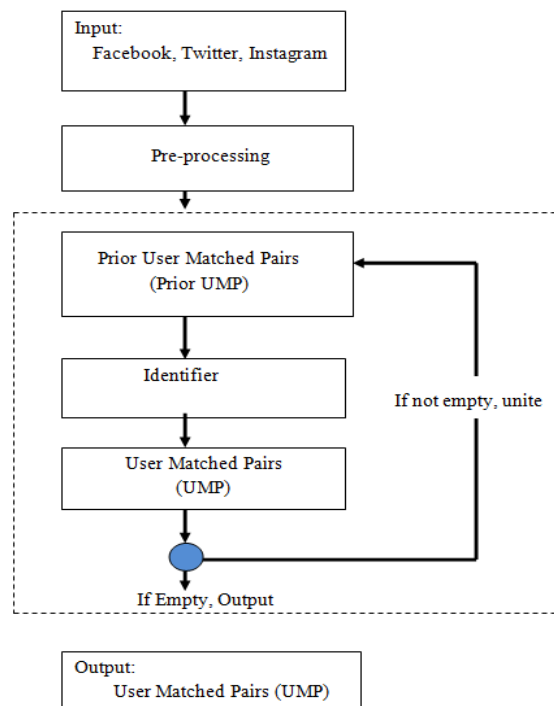 Input:
Facebook, Twitter, Instagram
Pre-processing
Prior User Matched Pairs
(Prior UMP)
Identifier
If not empty, unite
User Matched Pairs
(UMP)
If Empty, Output
Output:
User Matched Pairs (UMP)